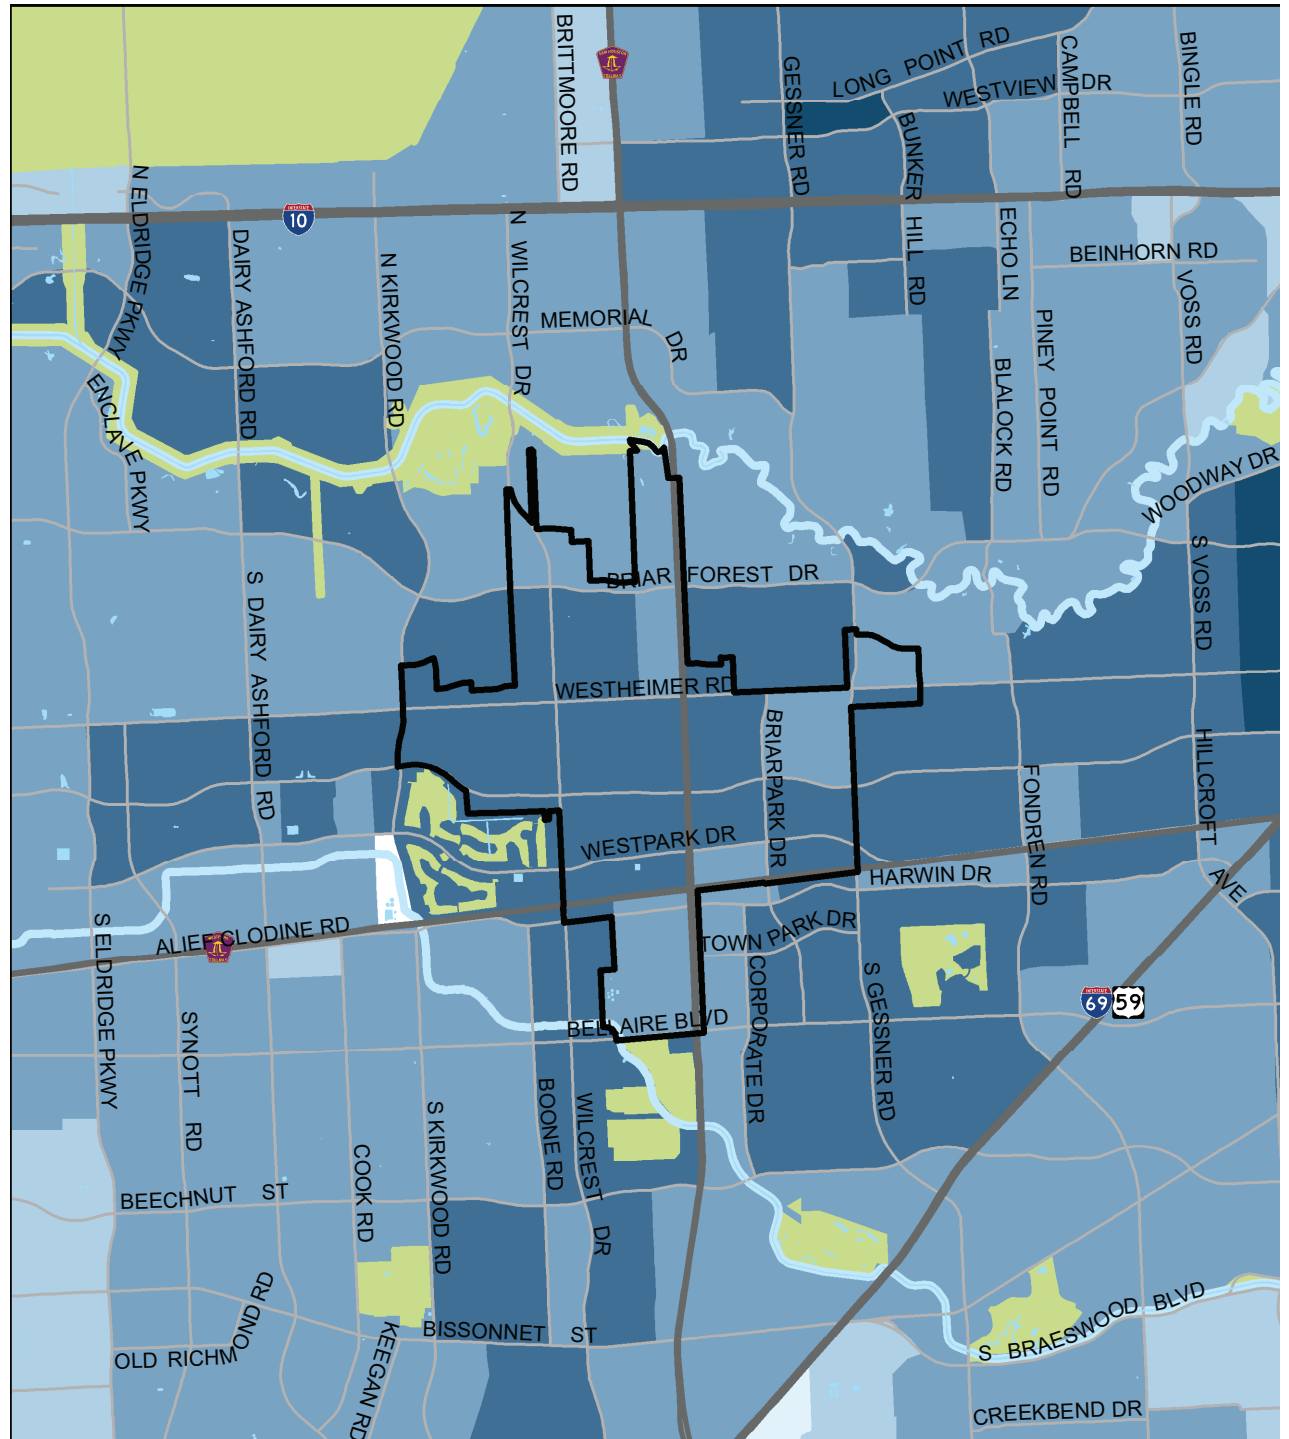 BRITTMOORE RD
GESSNER RD
LONG POINT RD
WESTVIEW DR
CAMPBELL RD
BINGLE RD
BUNKER HILL RD
N ELDRIDGE PKWY
INTERSTATE
10
DAIRY ASHFORD RD
N KIRKWOOD RD
N WILCREST DR
ECHO LN
BEINHORN RD
VOSS RD
MEMORIAL DR
PINEY POINT RD
BLALOCK RD
ENCLAVE PKWY
WOODWAY DR
S VOSS RD
S DAIRY ASHFORD RD
BRIAR FOREST DR
WESTHEIMER RD
BRIARPARK DR
HILLCROFT AVE
FONDREN RD
WESTPARK DR
HARWIN DR
S ELDRIDGE PKWY
ALIEF CLODINE RD
TOWN PARK DR
CORPORATE DR
S GESSNER RD
INTERSTATE
69
59
BELLAIRE BLVD
SYNOTT RD
BOONE RD
WILCREST DR
S KIRKWOOD RD
COOK RD
BEECHNUT ST
OLD RICHMOND RD
KEEGAN RD
BISSONNET ST
S BRAESWOOD BLVD
CREEKBEND DR